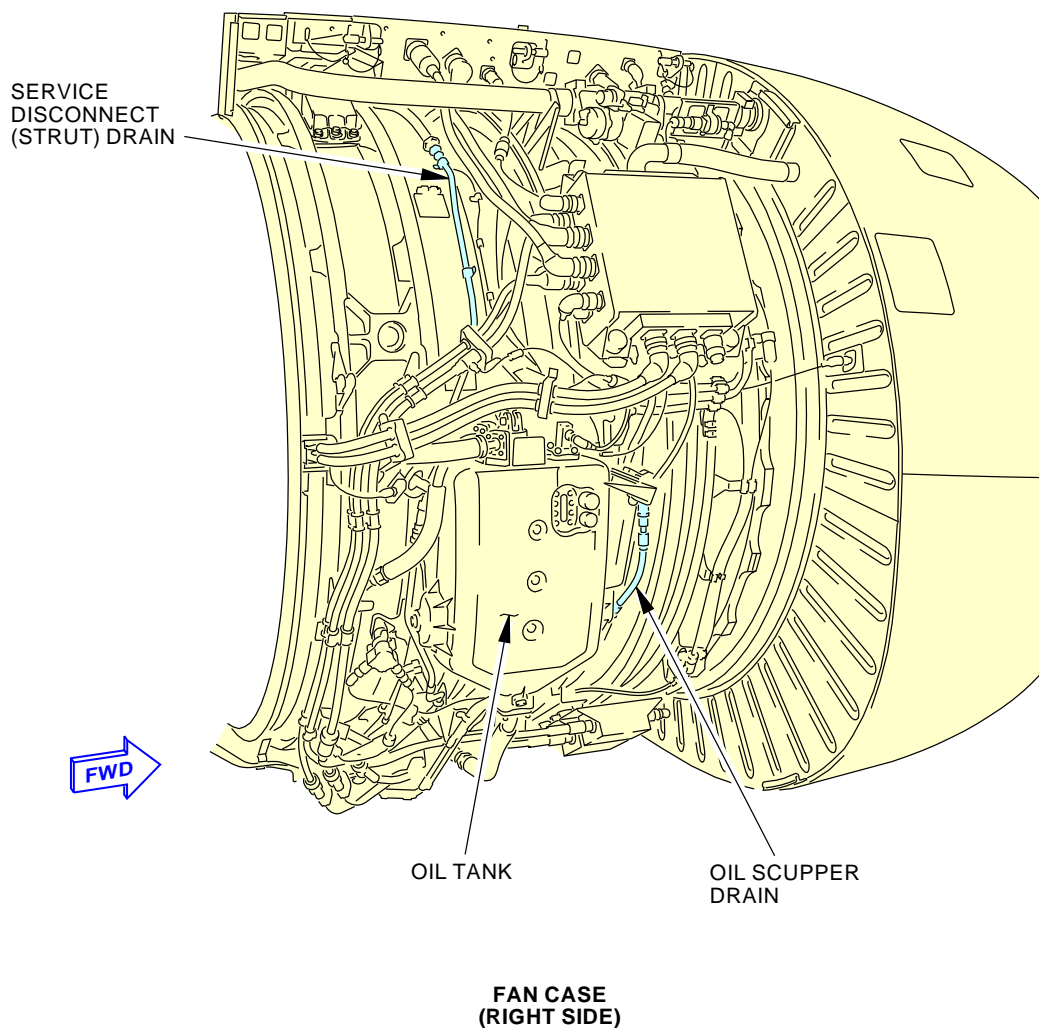 SERVICE
DISCONNECT
(STRUT) DRAIN
FWD
OIL TANK
OIL SCUPPER
DRAIN
FAN CASE
(RIGHT SIDE)